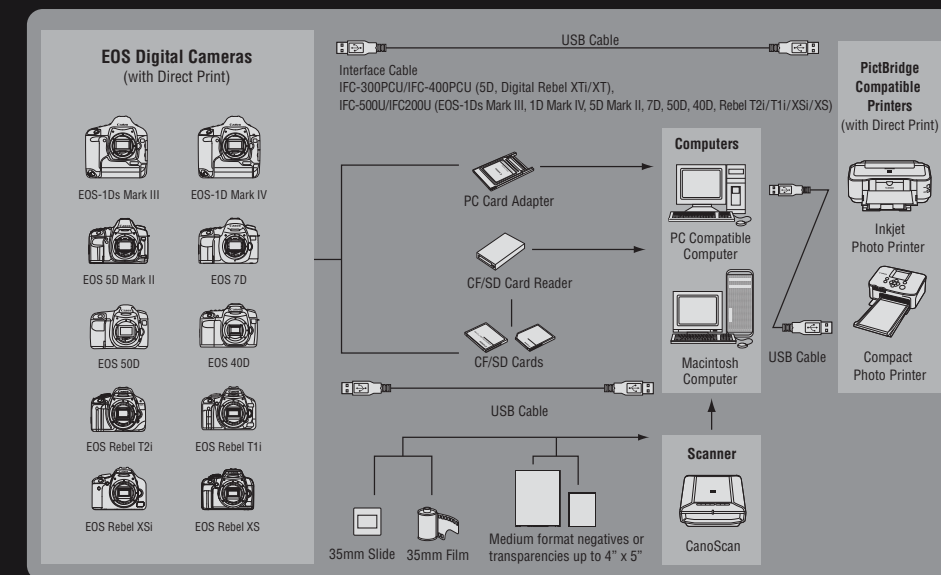 EOS Digital Cameras
(with Direct Print)
EOS-1Ds Mark III
EOS-1D Mark IV
EOS 5D Mark II
EOS 7D
EOS 50D
EOS 40D
EOS Rebel T2i
EOS Rebel T1i
EOS Rebel XSi
EOS Rebel XS
USB Cable
Interface Cable
IFC-300PCU/IFC-400PCU (5D, Digital Rebel XTi/XT),
IFC-500U/IFC200U (EOS-1Ds Mark III, 1D Mark IV, 5D Mark II, 7D, 50D, 40D, Rebel T2i/T1i/XSi/XS)
PC Card Adapter
CF/SD Card Reader
CF/SD Cards
USB Cable
35mm Slide
35mm Film
Medium format negatives or
transparencies up to 4" x 5"
Computers
PC Compatible
Computer
Macintosh
Computer
Scanner
CanoScan
USB Cable
PictBridge
Compatible
Printers
(with Direct Print)
Inkjet
Photo Printer
Compact
Photo Printer